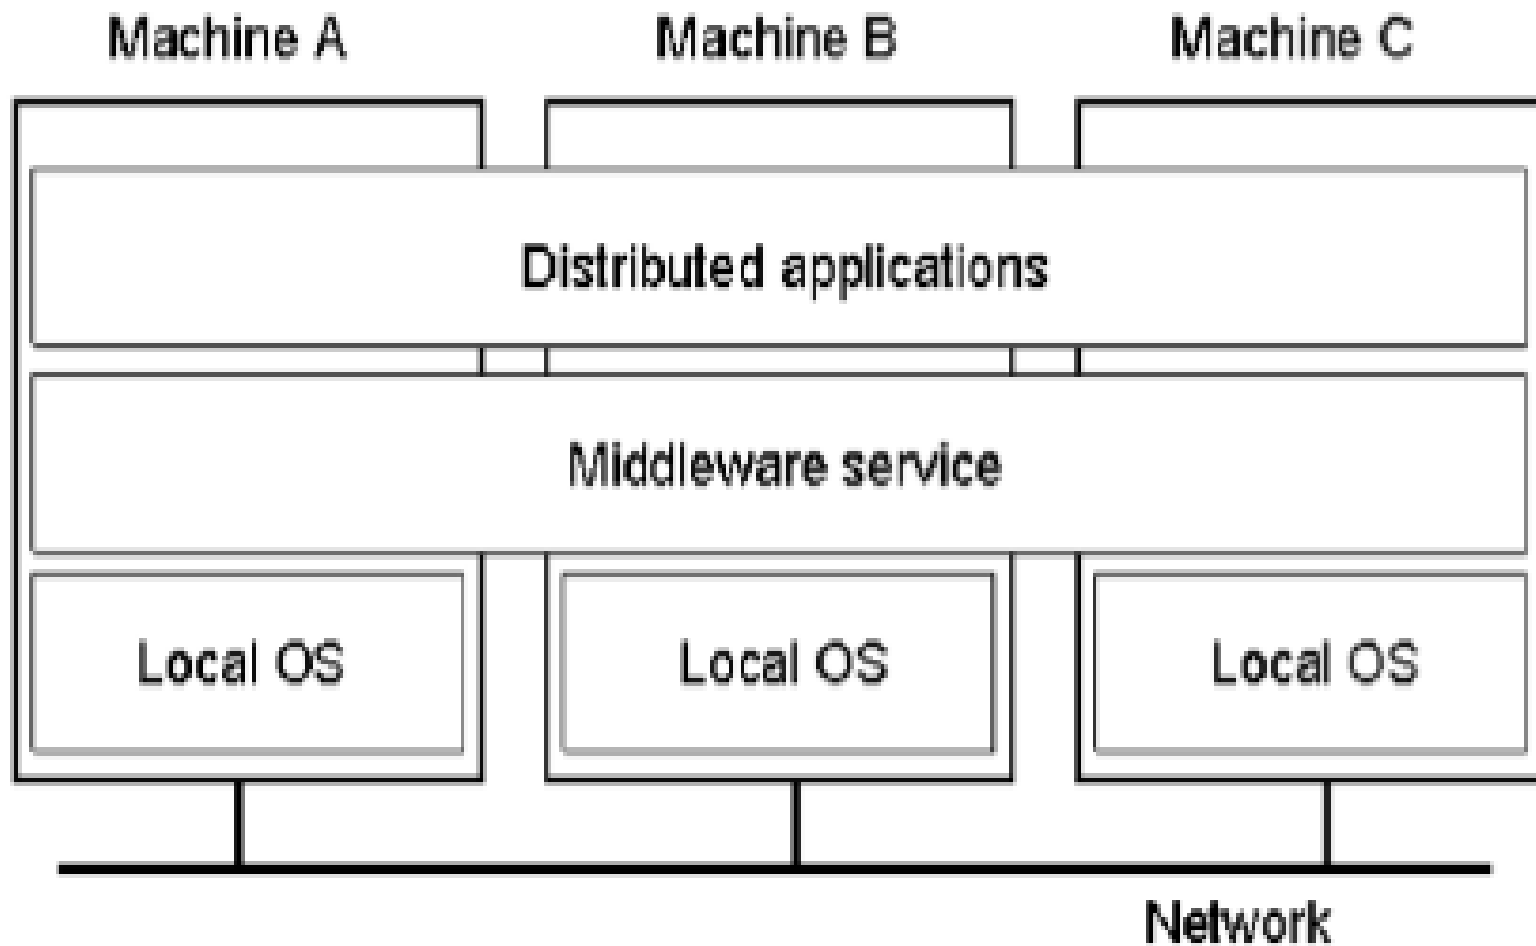 Machine A Machine B Machine C
Distributed applications
Middleware service
Local OS Local OS Local OS
Network